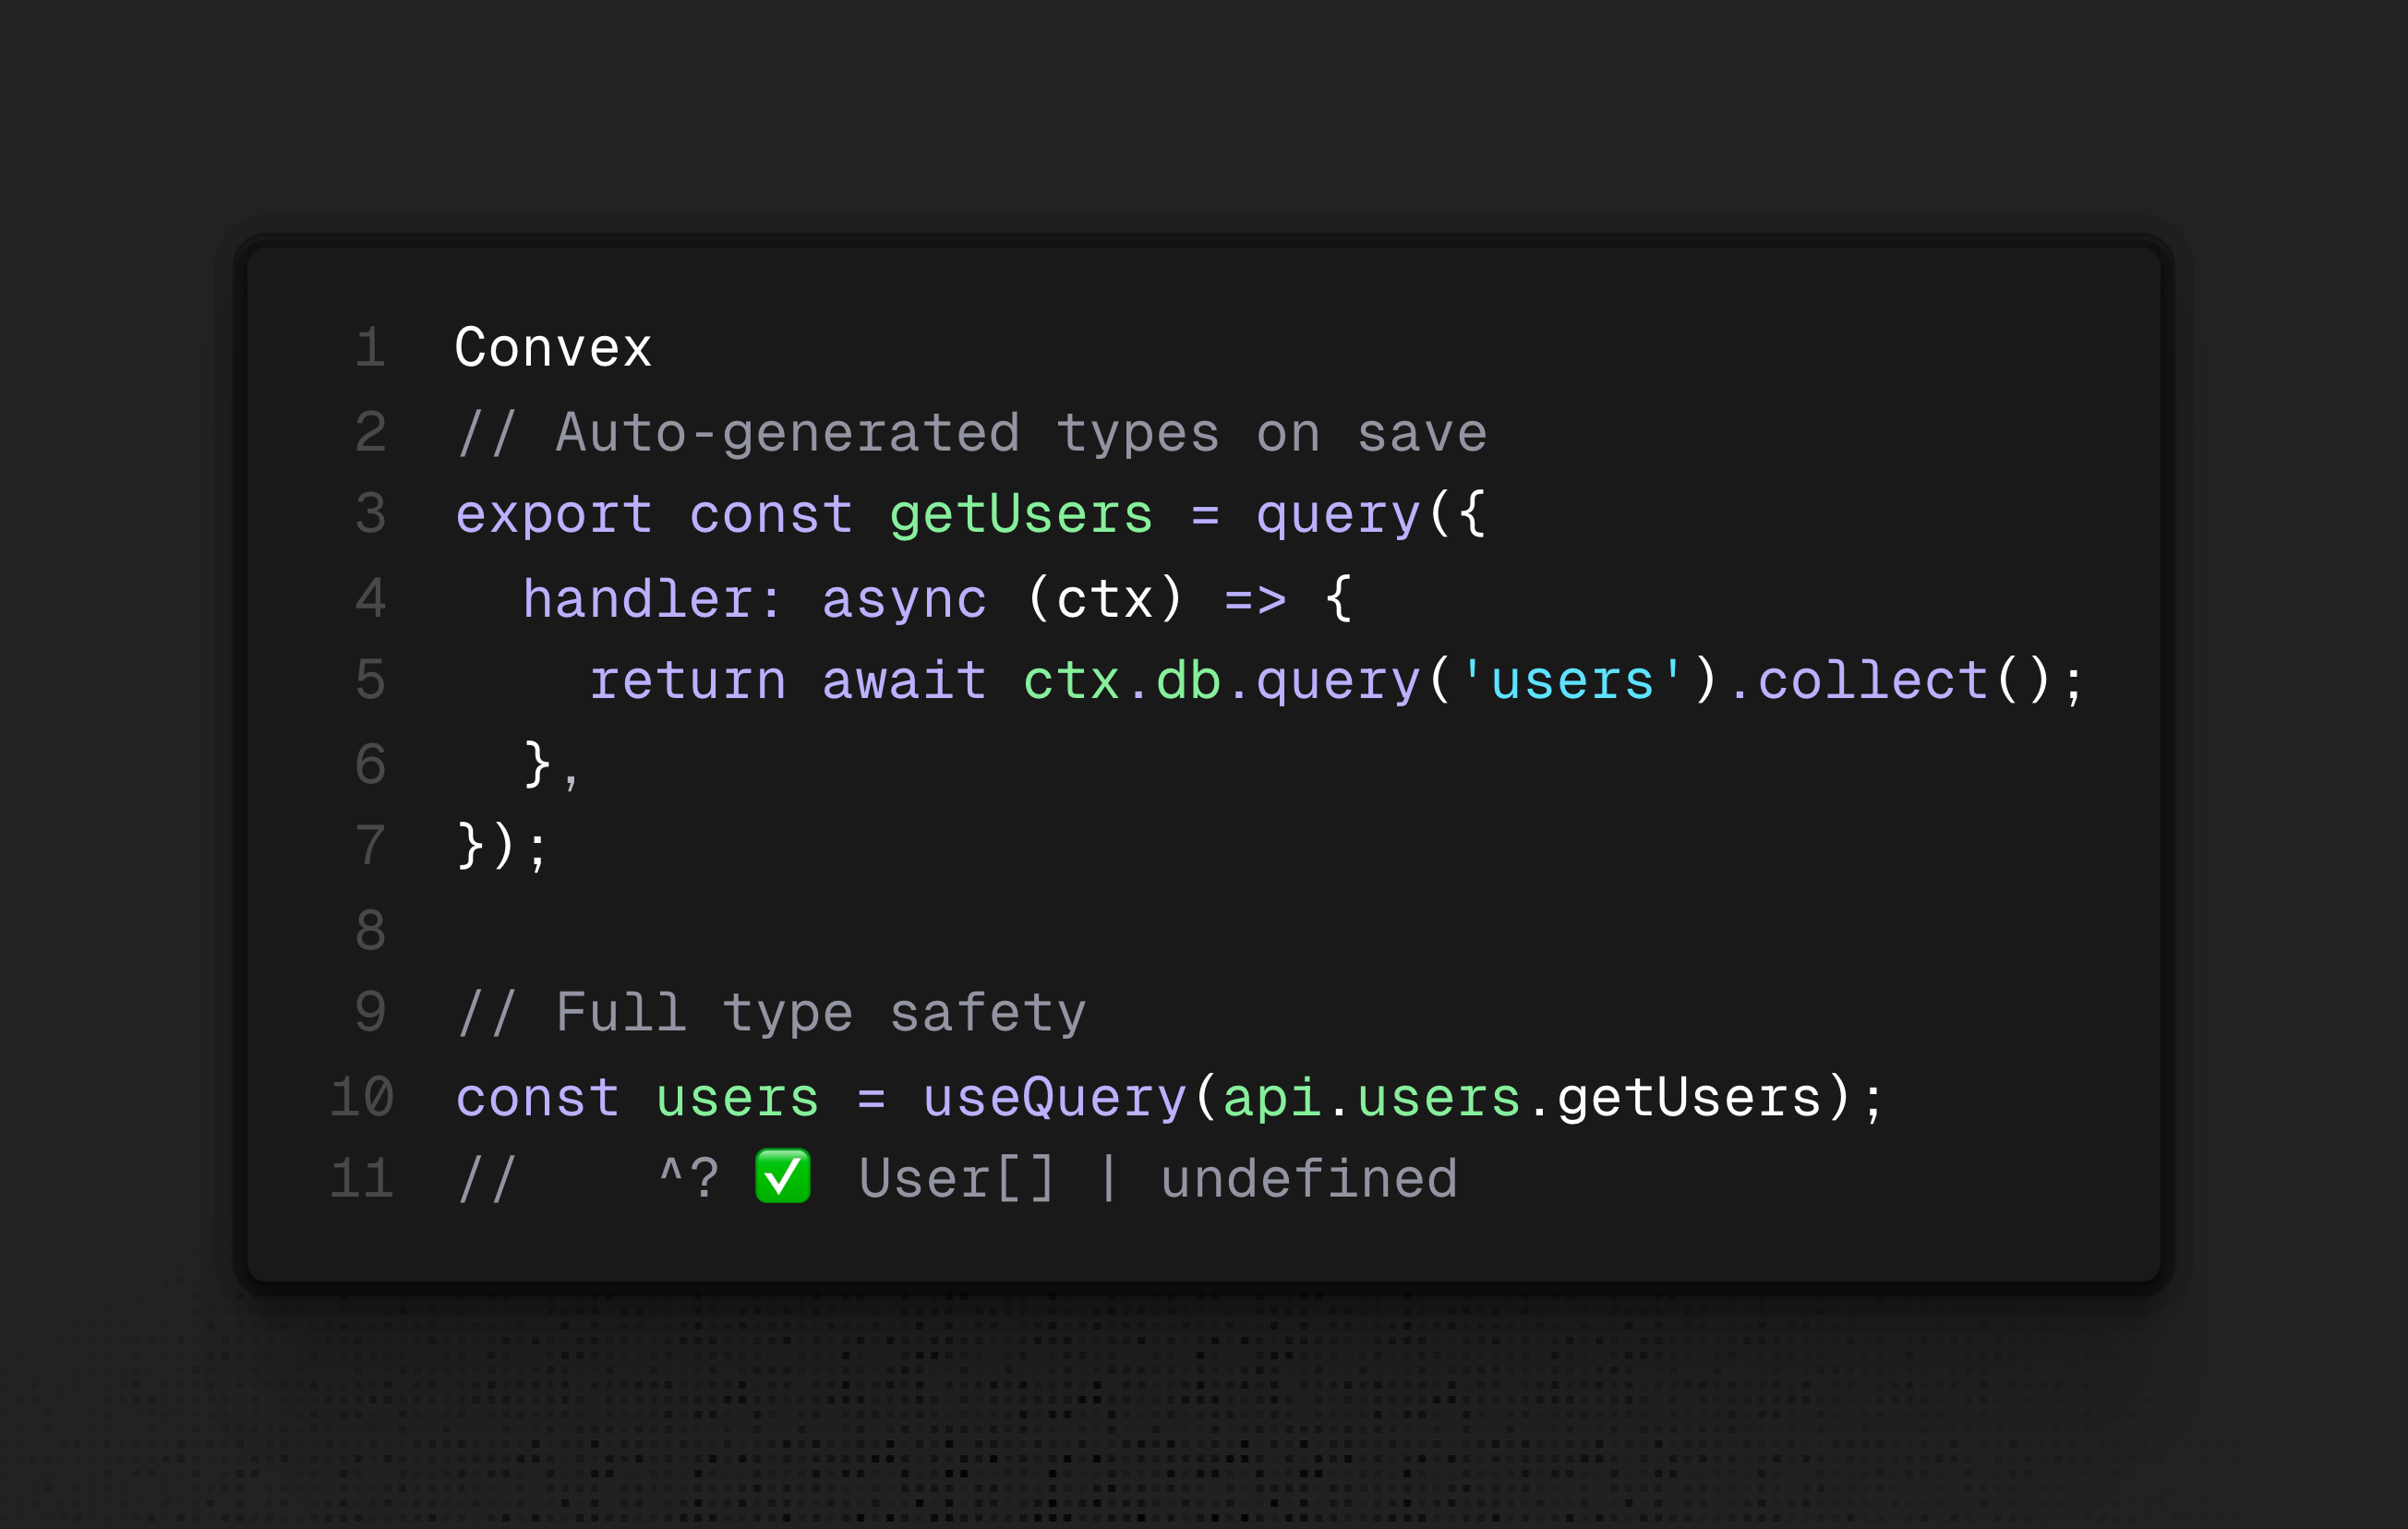 1 Convex
2 // Auto-generated types on save
3 export const getUsers = query({
4   handler: async (ctx) => {
5     return await ctx.db.query('users').collect();
6   },
7 });
8
9 // Full type safety
10 const users = useQuery(api.users.getUsers);
11 //    ^? ✅ User[] | undefined